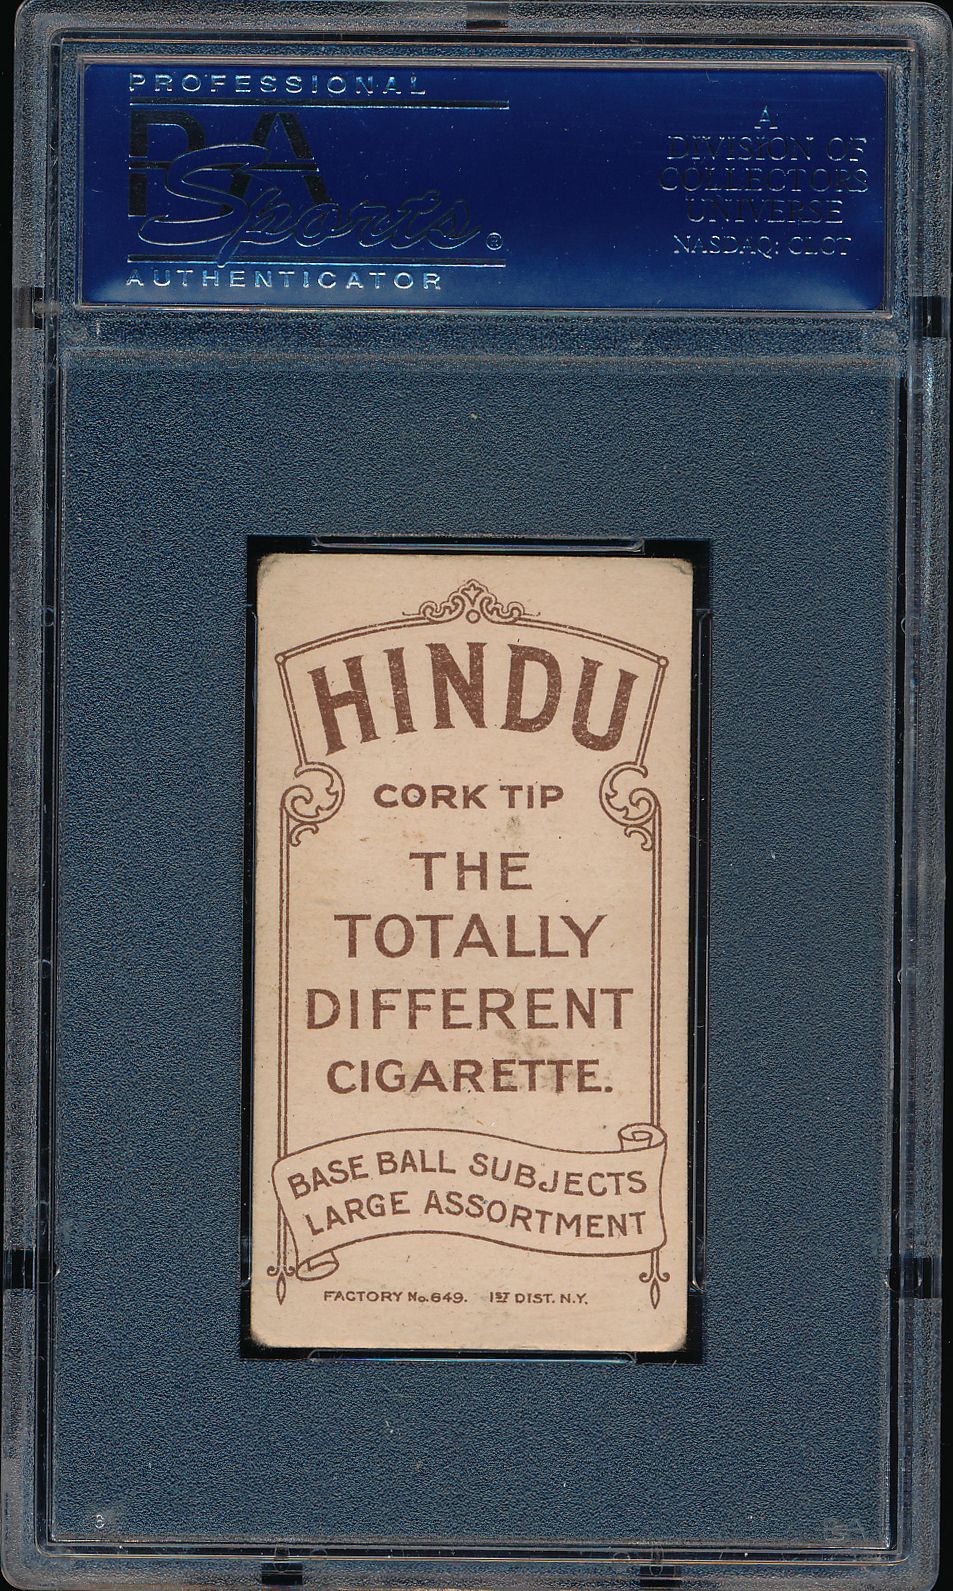 PROFESSIONAL
PSA
Sports®
AUTHENTICATOR
A
DIVISION OF
COLLECTORS
UNIVERSE
NASDAQ: CLCT
HINDU
CORK TIP
THE
TOTALLY
DIFFERENT
CIGARETTE.
BASE BALL SUBJECTS
LARGE ASSORTMENT
FACTORY No. 649. 1ST DIST. N.Y.